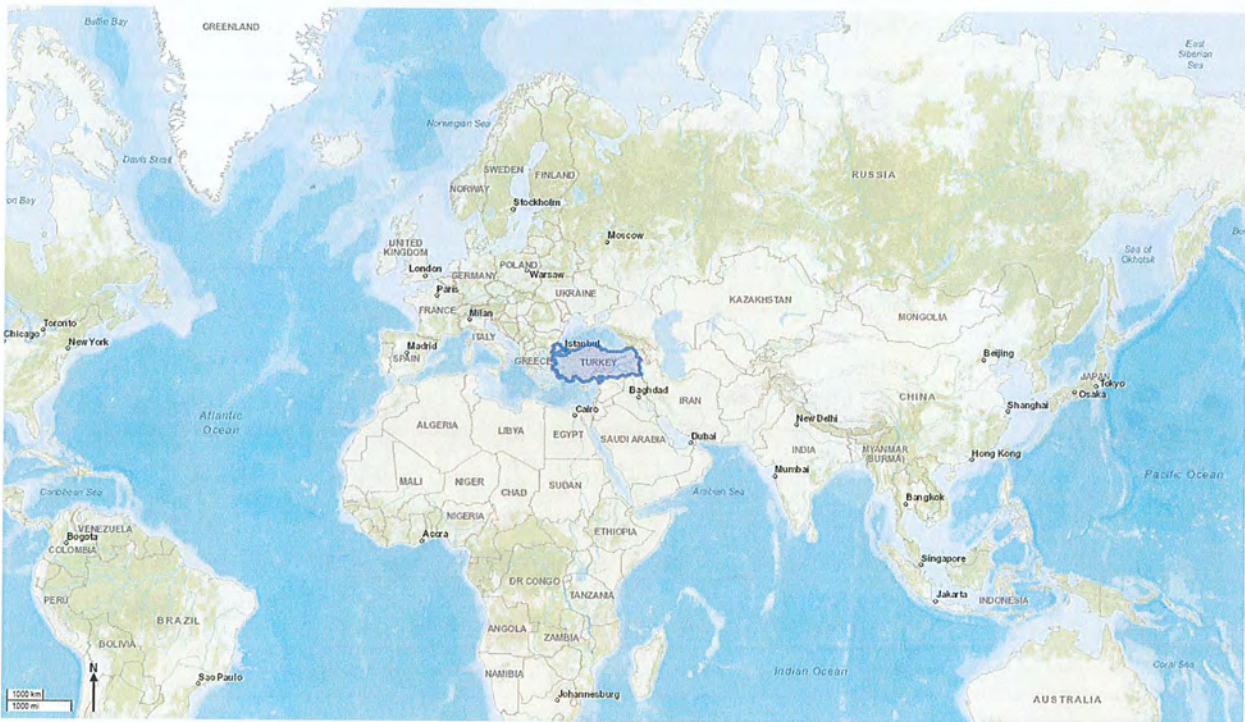 GREENLAND
Baffin Bay
East
Siberian
Sea
Norwegian Sea
Davis Strait
SWEDEN
FINLAND
RUSSIA
NORWAY
on Bay
Stockholm
Moscow
Sea of
Okhotsk
UNITED
KINGDOM
London
POLAND
GERMANY
Warsaw
Paris
UKRAINE
KAZAKHSTAN
FRANCE
Milan
MONGOLIA
Toronto
Chicago
New York
ITALY
Istanbul
Madrid
SPAIN
GREECE
TURKEY
Beijing
JAPAN
Tokyo
Osaka
Baghdad
IRAN
CHINA
Shanghai
Atlantic
Ocean
Cairo
New Delhi
ALGERIA
LIBYA
EGYPT
SAUDI ARABIA
Dubai
INDIA
MYANMAR
(BURMA)
Hong Kong
Mumbai
Pacific Ocean
MALI
NIGER
CHAD
SUDAN
Caribbean Sea
Arabian Sea
Bangkok
NIGERIA
VENEZUELA
Bogota
COLOMBIA
Accra
ETHIOPIA
Singapore
DR CONGO
TANZANIA
Jakarta
INDONESIA
PERU
BRAZIL
ANGOLA
ZAMBIA
BOLIVIA
Coral Sea
N
NAMIBIA
Indian Ocean
Sao Paulo
Johannesburg
AUSTRALIA
1000 km
1000 mi